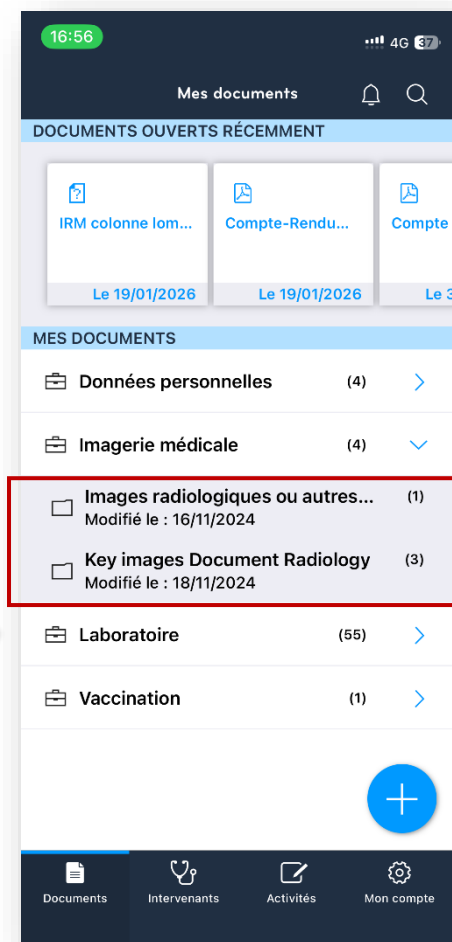 16:56
4G 37
Mes documents
DOCUMENTS OUVERTS RÉCEMMENT
IRM colonne lom...
Compte-Rendu...
Compte
Le 19/01/2026
Le 19/01/2026
Le 3
MES DOCUMENTS
Données personnelles (4)
Imagerie médicale (4)
Images radiologiques ou autres... (1)
Modifié le : 16/11/2024
Key images Document Radiology (3)
Modifié le : 18/11/2024
Laboratoire (55)
Vaccination (1)
Documents
Intervenants
Activités
Mon compte